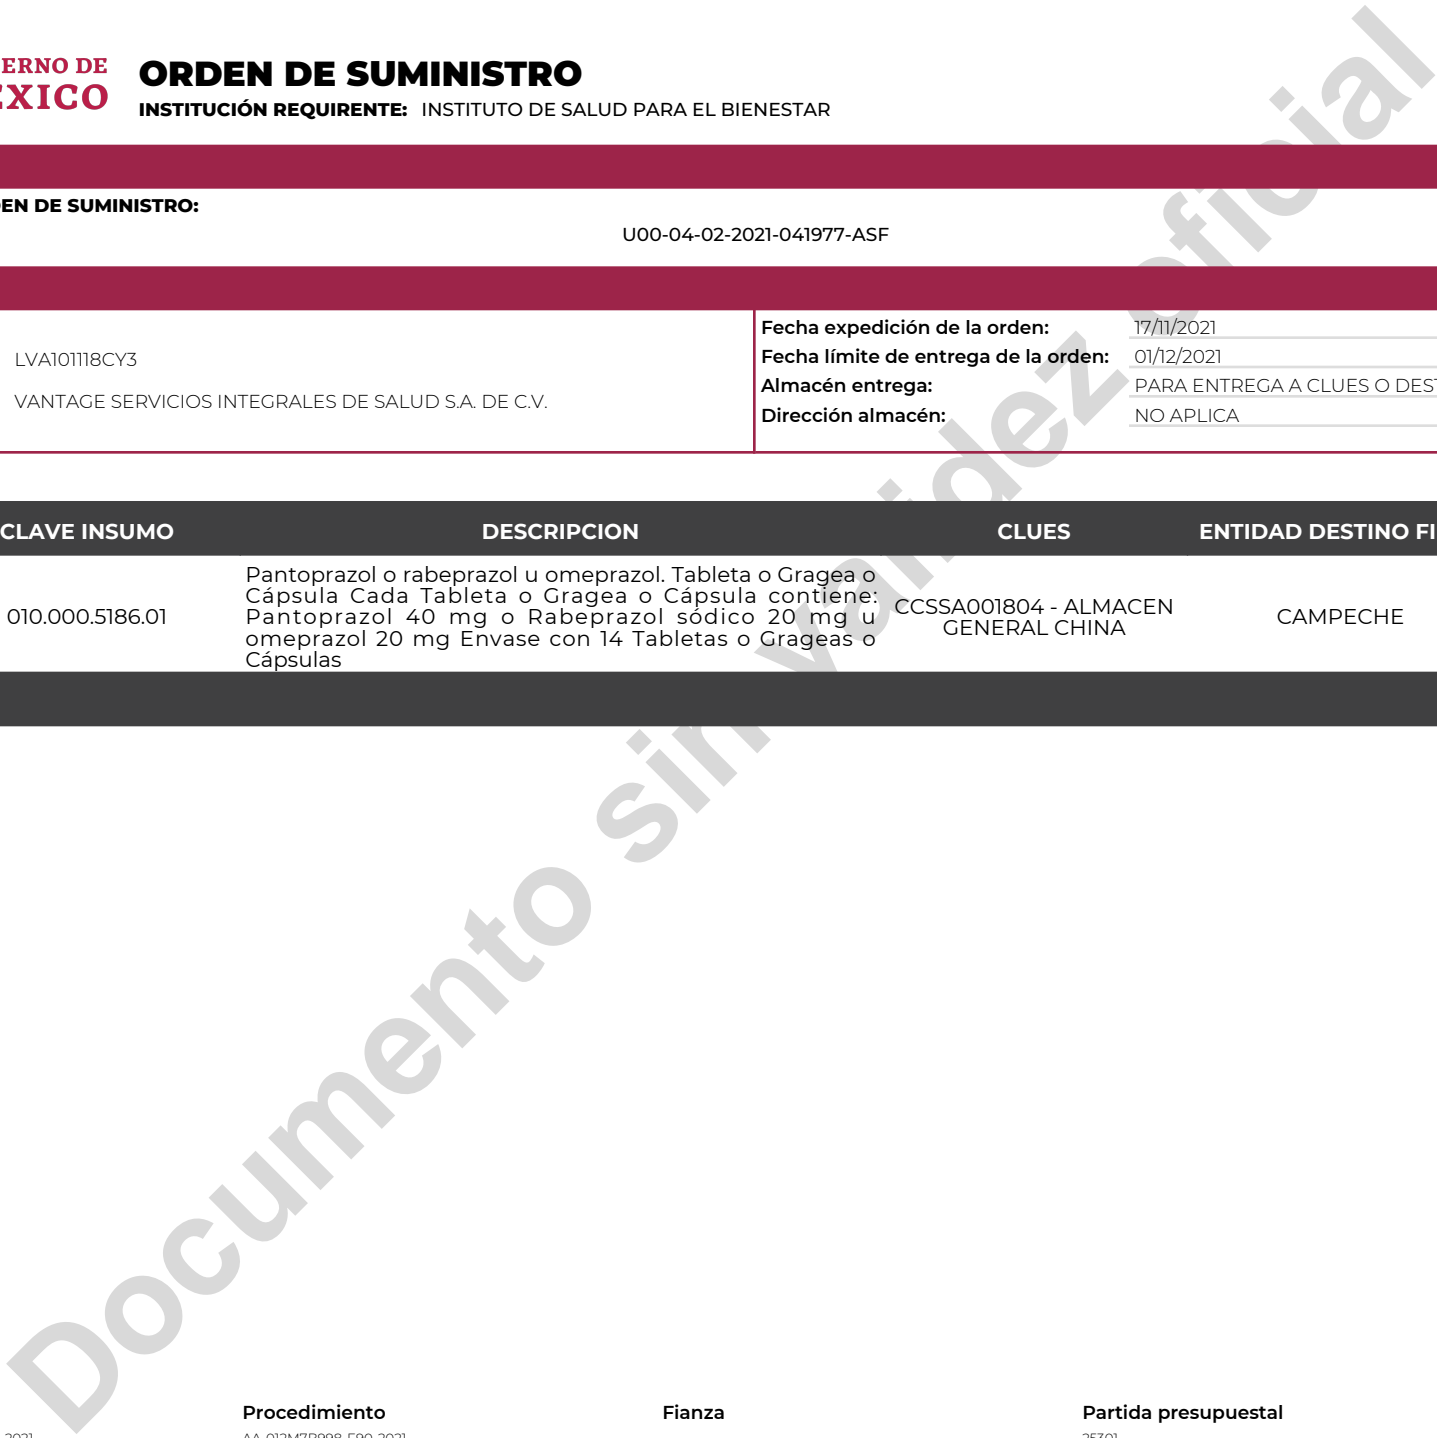 ORDEN DE SUMINISTRO
INSTITUCIÓN REQUIRENTE: INSTITUTO DE SALUD PARA EL BIENESTAR
ERNO DE
EXICO
EN DE SUMINISTRO:
U00-04-02-2021-041977-ASF
LVA101118CY3
VANTAGE SERVICIOS INTEGRALES DE SALUD S.A. DE C.V.
Fecha expedición de la orden: 17/11/2021
Fecha límite de entrega de la orden: 01/12/2021
Almacén entrega: PARA ENTREGA A CLUES O DEST
Dirección almacén: NO APLICA
CLAVE INSUMO DESCRIPCION CLUES ENTIDAD DESTINO FI
010.000.5186.01
Pantoprazol o rabeprazol u omeprazol. Tableta o Gragea o
Cápsula Cada Tableta o Gragea o Cápsula contiene:
Pantoprazol 40 mg o Rabeprazol sódico 20 mg u
omeprazol 20 mg Envase con 14 Tabletas o Grageas o
Cápsulas
CCSSA001804 - ALMACEN
GENERAL CHINA
CAMPECHE
Documento sin validez oficial
Procedimiento Fianza Partida presupuestal